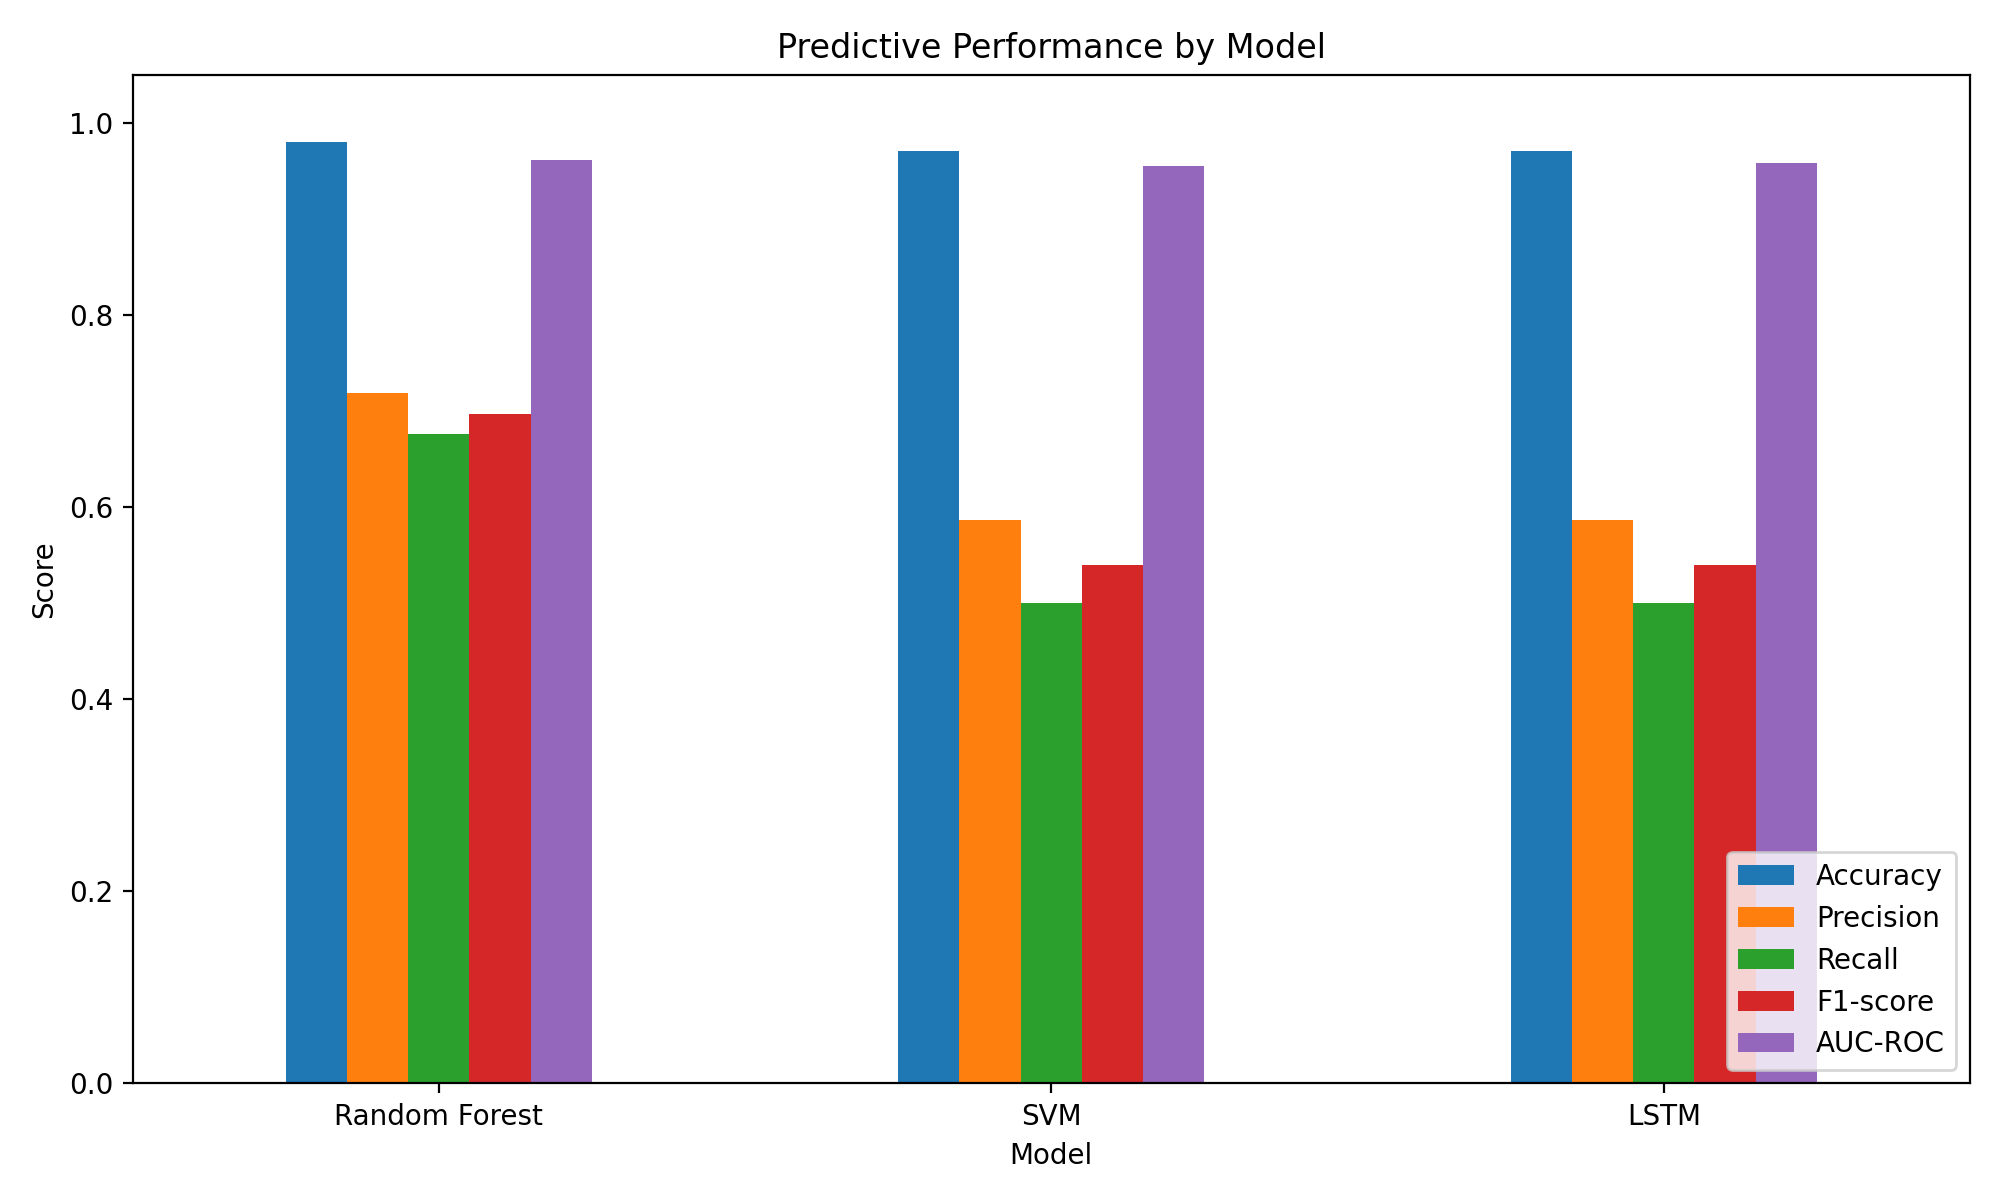 Predictive Performance by Model
1.0
0.8
0.6
0.4
0.2
0.0
Score
Random Forest
SVM
LSTM
Model
Accuracy
Precision
Recall
F1-score
AUC-ROC